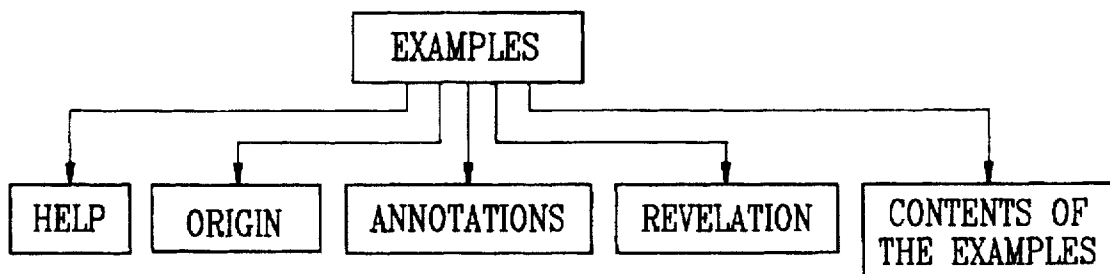 EXAMPLES
HELP
ORIGIN
ANNOTATIONS
REVELATION
CONTENTS OF
THE EXAMPLES